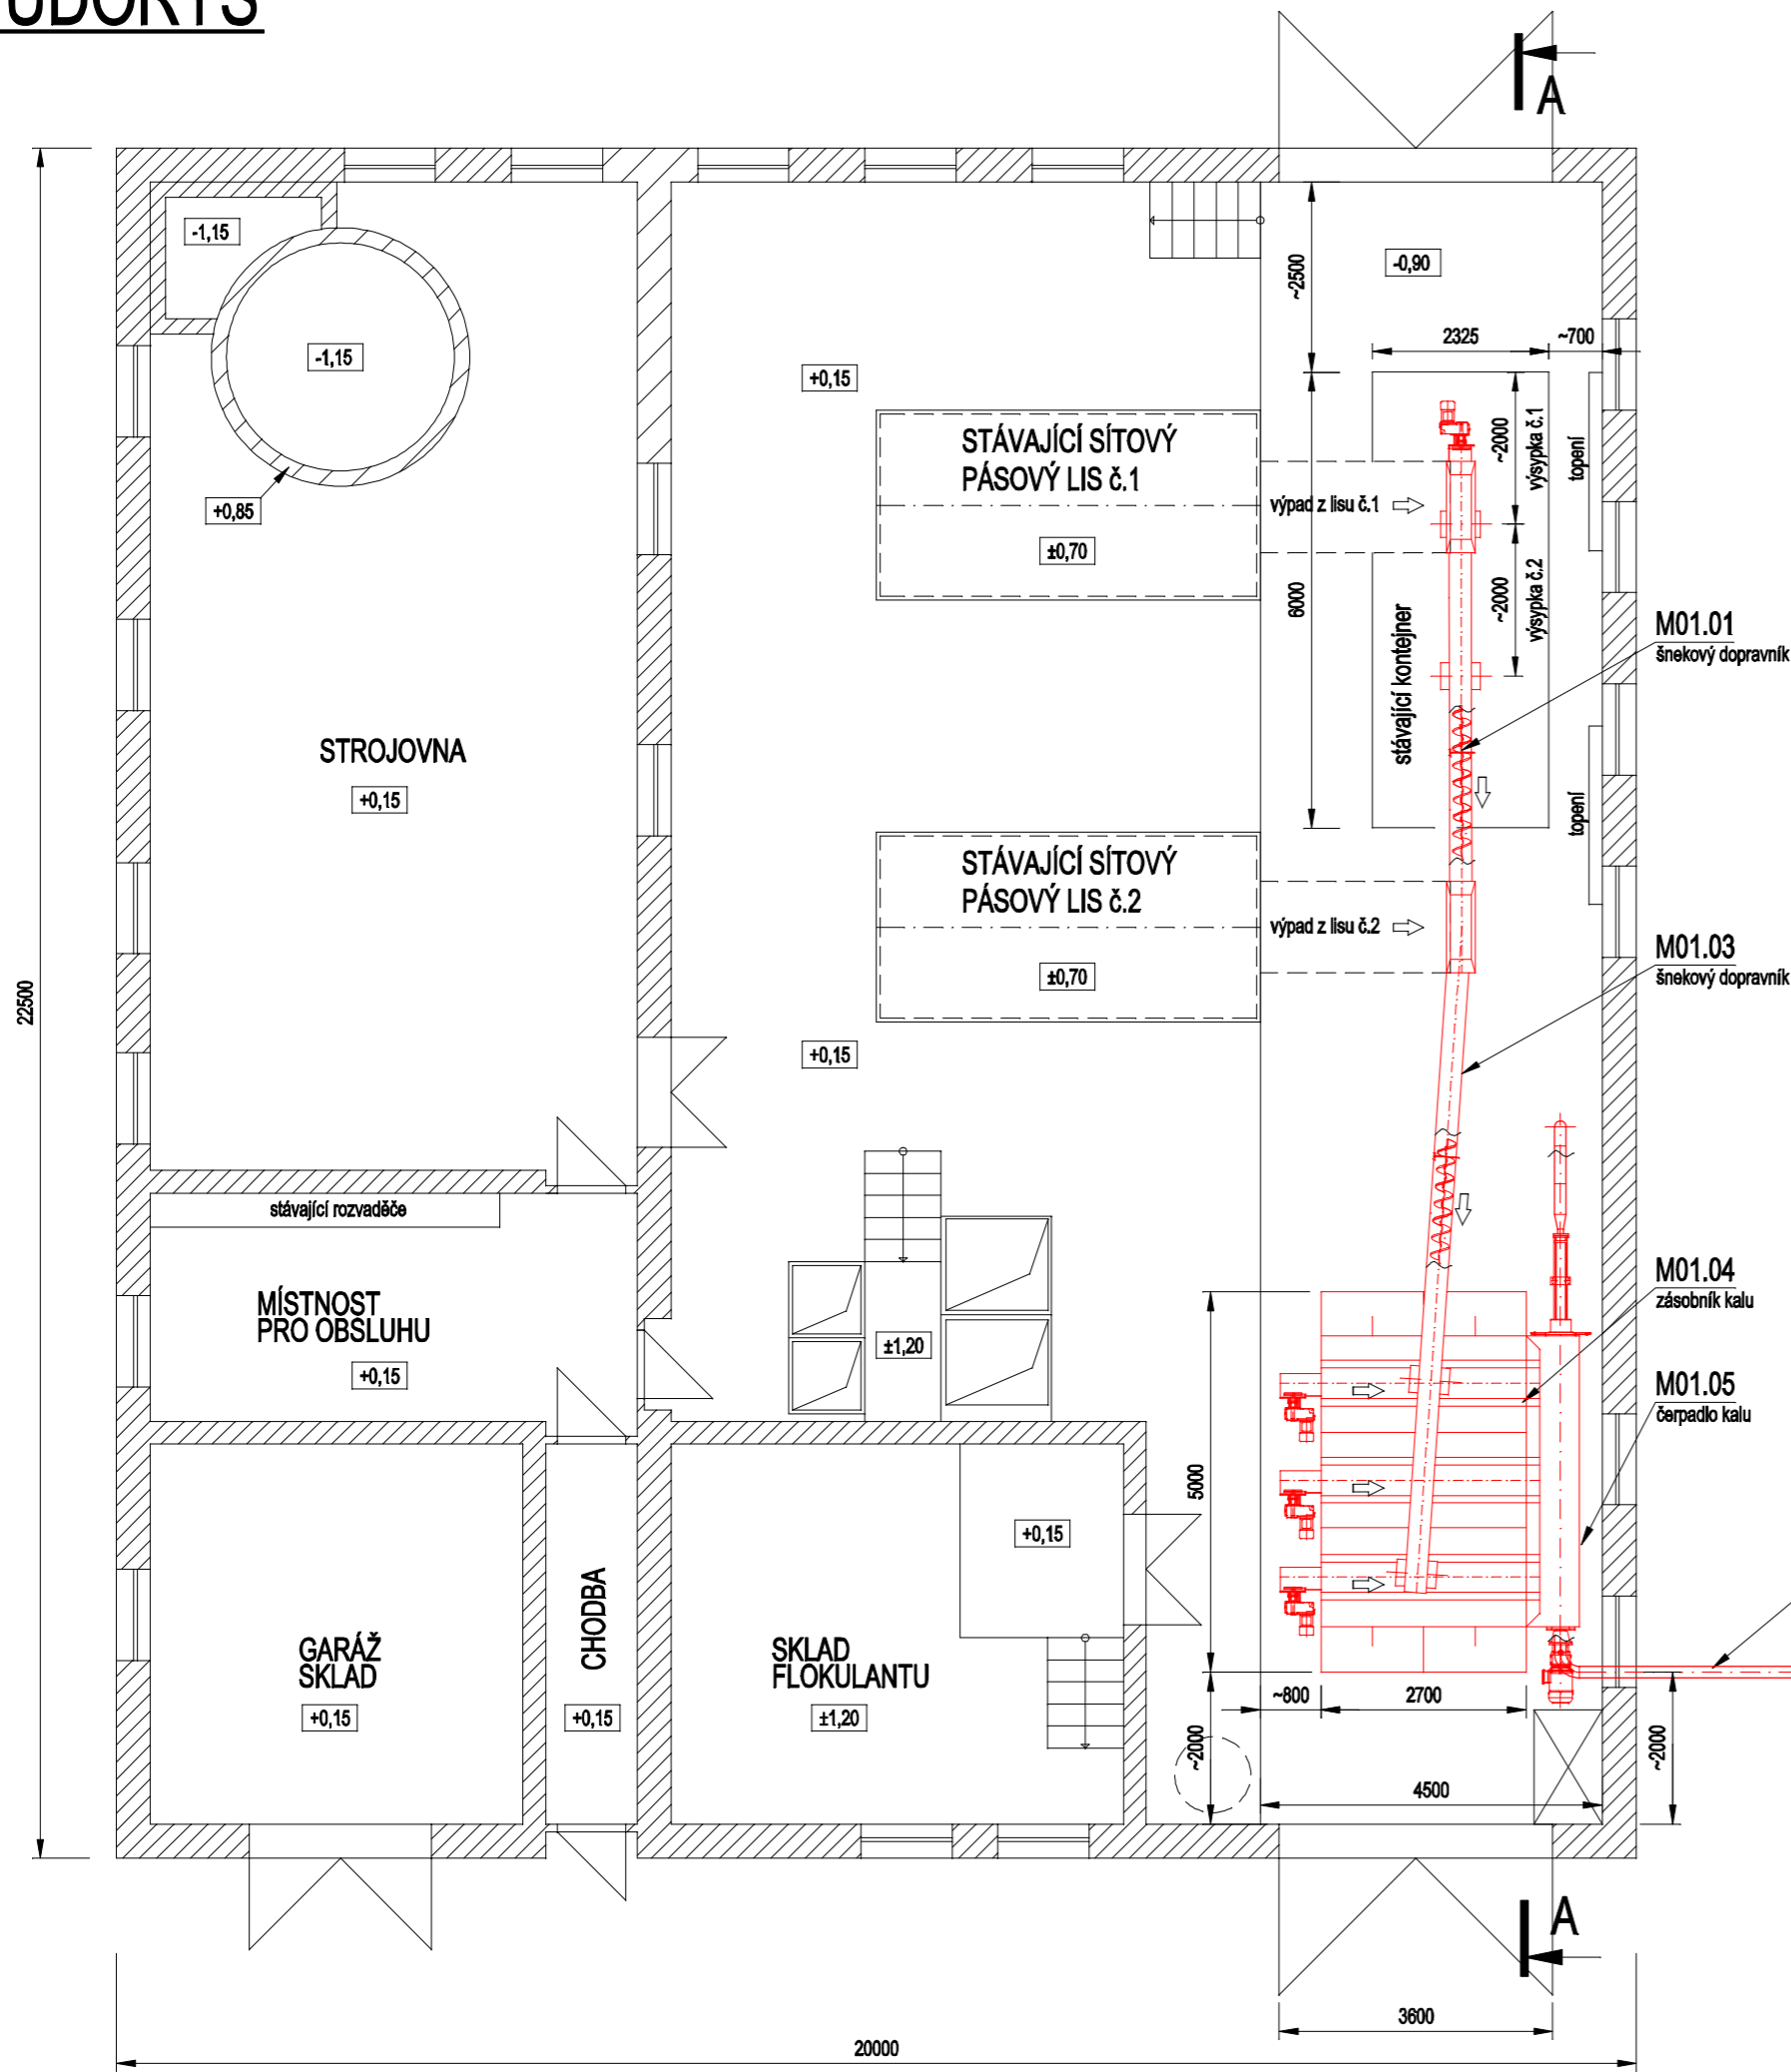 PŮDORYS
A
-1,15
-0,90
~2500
2325
~700
-1,15
+0,15
+0,85
STÁVAJÍCÍ SÍTOVÝ
PÁSOVÝ LIS č.1
±0,70
výpad z lisu č.1
~2000
výsypka č.1
topení
6000
~2000
výsypka č.2
stávající kontejner
M01.01
šnekový dopravník
STROJOVNA
+0,15
topení
STÁVAJÍCÍ SÍTOVÝ
PÁSOVÝ LIS č.2
±0,70
výpad z lisu č.2
M01.03
šnekový dopravník
22500
+0,15
stávající rozvaděče
MÍSTNOST
PRO OBSLUHU
+0,15
±1,20
M01.04
zásobník kalu
M01.05
čerpadlo kalu
5000
+0,15
GARÁŽ
SKLAD
+0,15
CHODBA
+0,15
SKLAD
FLOKULANTU
±1,20
~800
2700
~2000
~2000
4500
A
3600
20000